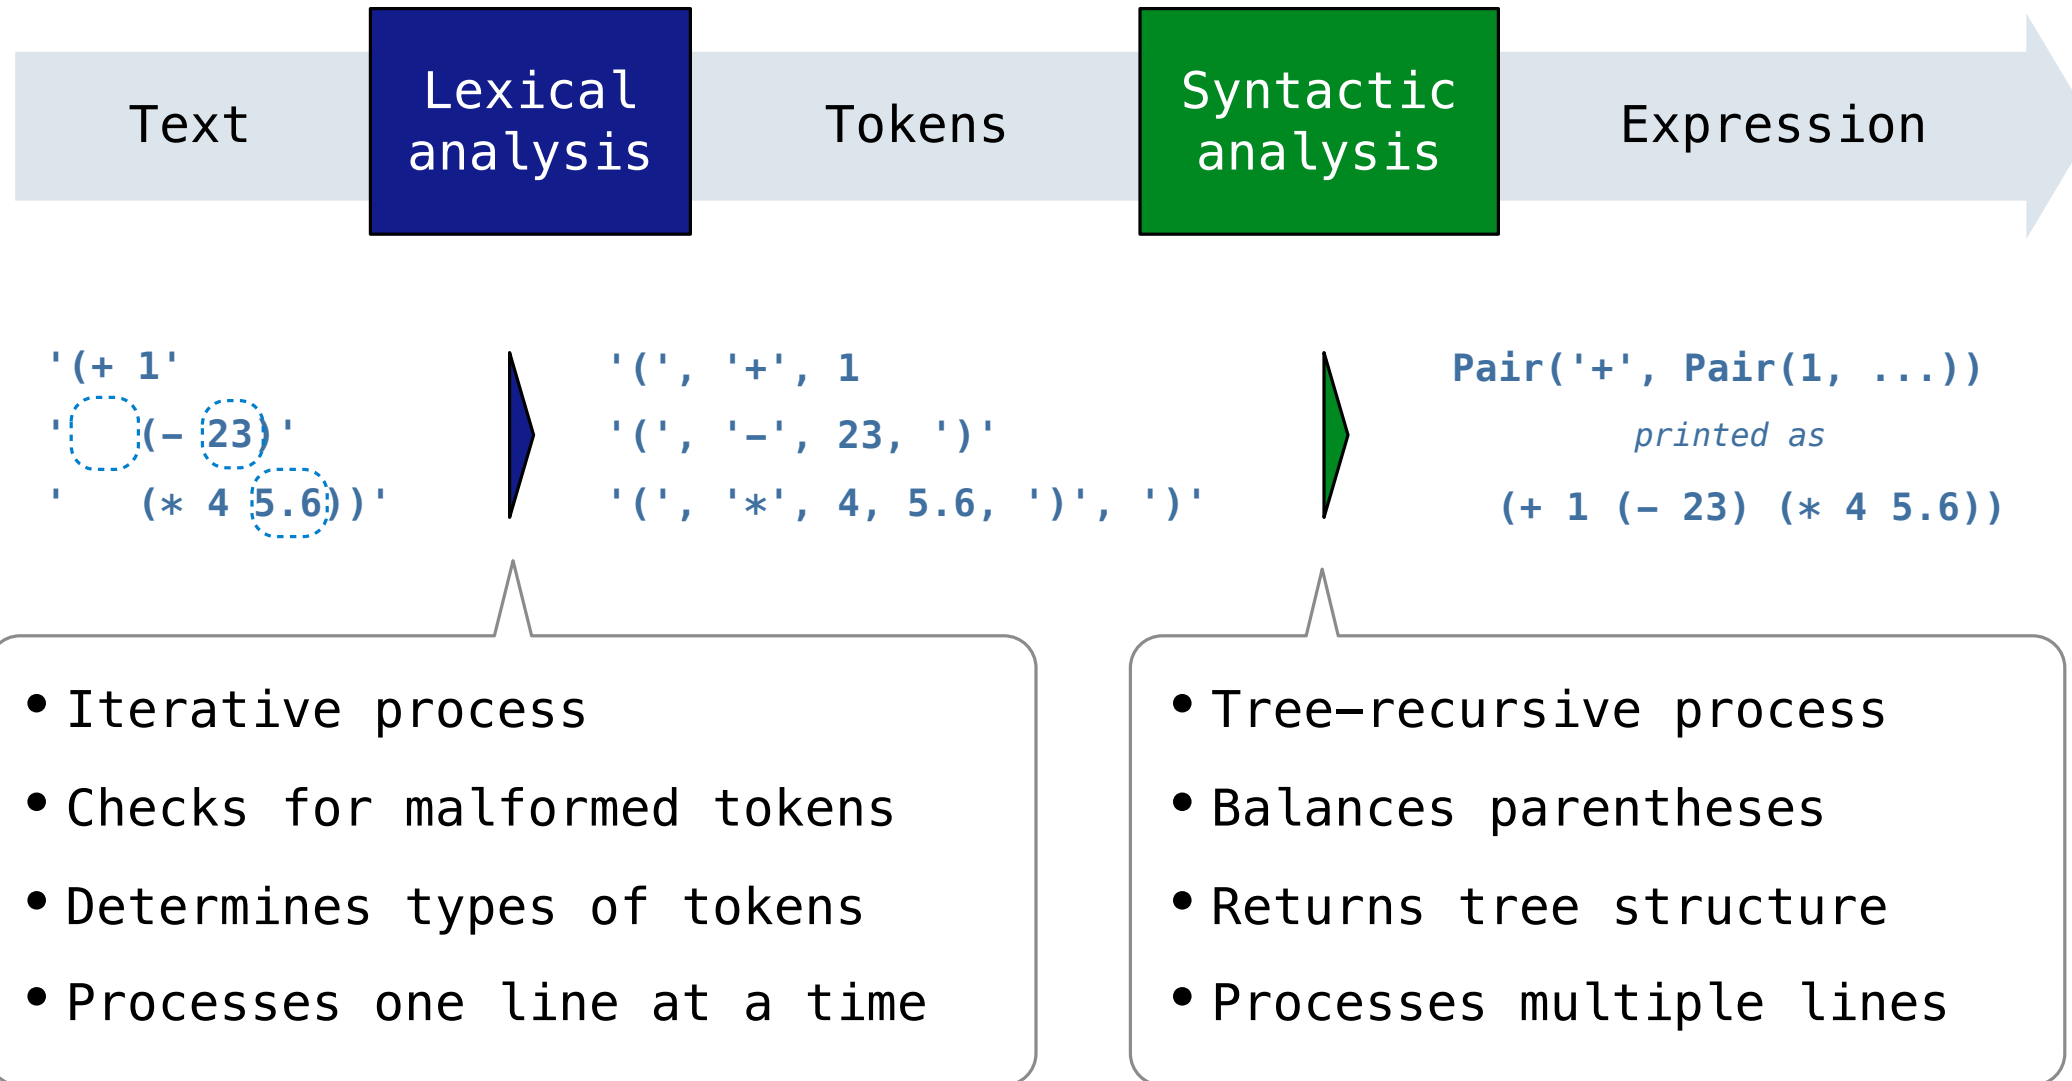 Text
Lexical
analysis
Tokens
Syntactic
analysis
Expression
'(+ 1'
'   (- 23)'
'   (* 4 5.6))'
'(', '+', 1
'(', '-', 23, ')'
'(', '*', 4, 5.6, ')', ')'
Pair('+', Pair(1, ...))
printed as
(+ 1 (- 23) (* 4 5.6))
• Iterative process
• Checks for malformed tokens
• Determines types of tokens
• Processes one line at a time
• Tree-recursive process
• Balances parentheses
• Returns tree structure
• Processes multiple lines